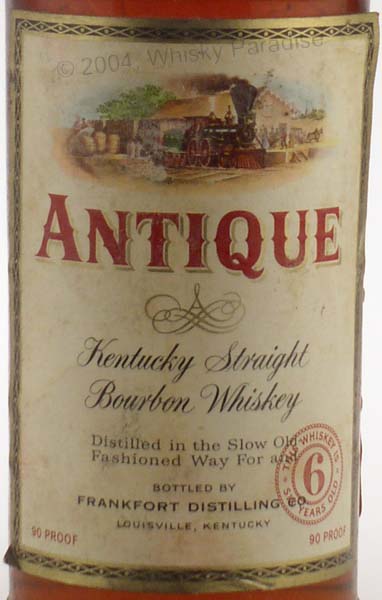 © 2004, Whisky Paradise
ANTIQUE
Kentucky Straight
Bourbon Whiskey
Distilled in the Slow Old
Fashioned Way For and
BOTTLED BY
FRANKFORT DISTILLING CO.
LOUISVILLE, KENTUCKY
THIS WHISKEY IS
6
SIX YEARS OLD
90 PROOF
90 PROOF